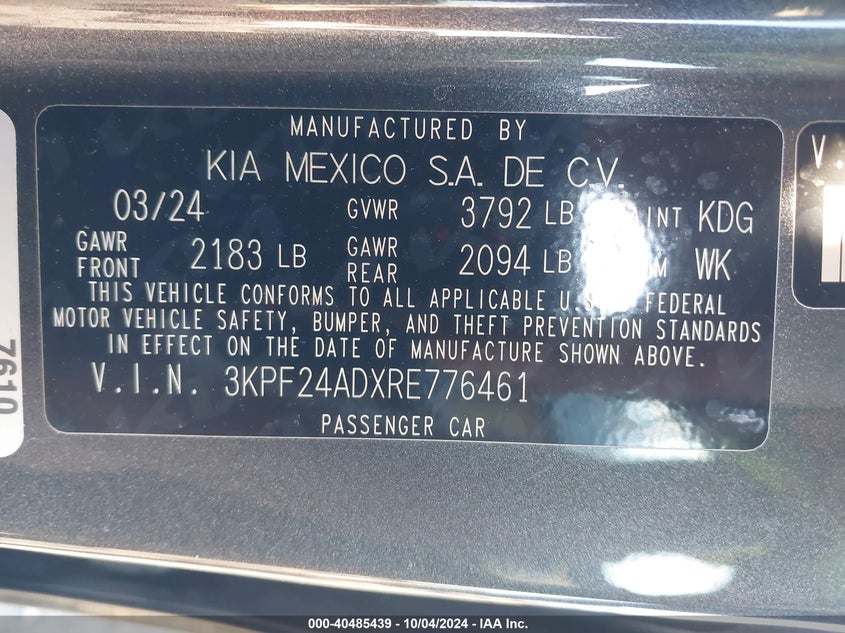 MANUFACTURED BY
KIA MEXICO S.A. DE C.V.
03/24 GVWR 3792 LB KDG
GAWR FRONT 2183 LB GAWR REAR 2094 LB WK
THIS VEHICLE CONFORMS TO ALL APPLICABLE FEDERAL
MOTOR VEHICLE SAFETY, BUMPER, AND THEFT PREVENTION STANDARDS
IN EFFECT ON THE DATE OF MANUFACTURE SHOWN ABOVE.
V.I.N. 3KPF24ADXRE776461
PASSENGER CAR
7610
V.
000-40485439 - 10/04/2024 - IAA Inc.